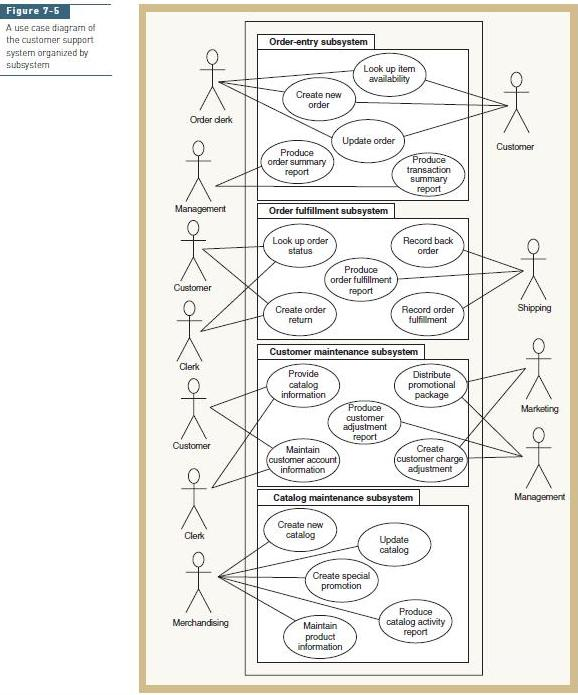 Figure 7-5
A use case diagram of
the customer support
system organized by
subsystem
Order-entry subsystem
Look up item
availability
Create new
order
Order clerk
Update order
Customer
Produce
order summary
report
Produce
transaction
summary
report
Management
Order fulfillment subsystem
Look up order
status
Record back
order
Produce
order fulfillment
report
Customer
Create order
return
Record order
fulfillment
Shipping
Clerk
Customer maintenance subsystem
Provide
catalog
information
Distribute
promotional
package
Marketing
Produce
customer
adjustment
report
Customer
Maintain
customer account
information
Create
customer charge
adjustment
Management
Clerk
Catalog maintenance subsystem
Create new
catalog
Update
catalog
Create special
promotion
Merchandising
Maintain
product
information
Produce
catalog activity
report